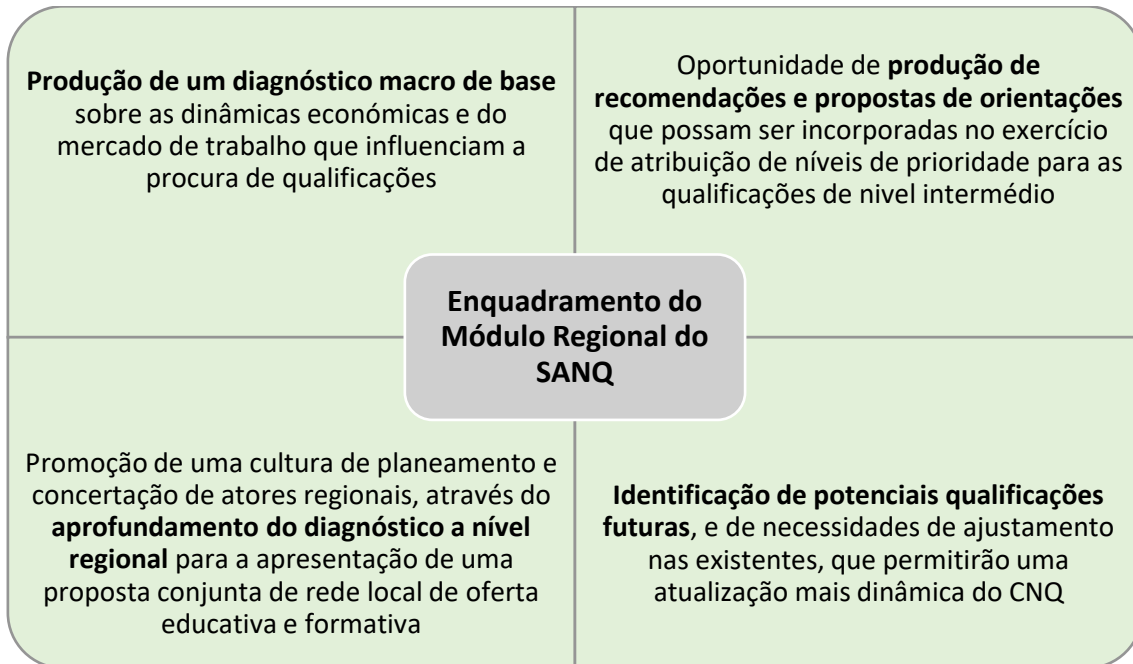 Produção de um diagnóstico macro de base
sobre as dinâmicas económicas e do
mercado de trabalho que influenciam a
procura de qualificações
Oportunidade de produção de
recomendações e propostas de orientações
que possam ser incorporadas no exercício
de atribuição de níveis de prioridade para as
qualificações de nivel intermédio
Enquadramento do
Módulo Regional do
SANQ
Promoção de uma cultura de planeamento e
concertação de atores regionais, através do
aprofundamento do diagnóstico a nível
regional para a apresentação de uma
proposta conjunta de rede local de oferta
educativa e formativa
Identificação de potenciais qualificações
futuras, e de necessidades de ajustamento
nas existentes, que permitirão uma
atualização mais dinâmica do CNQ